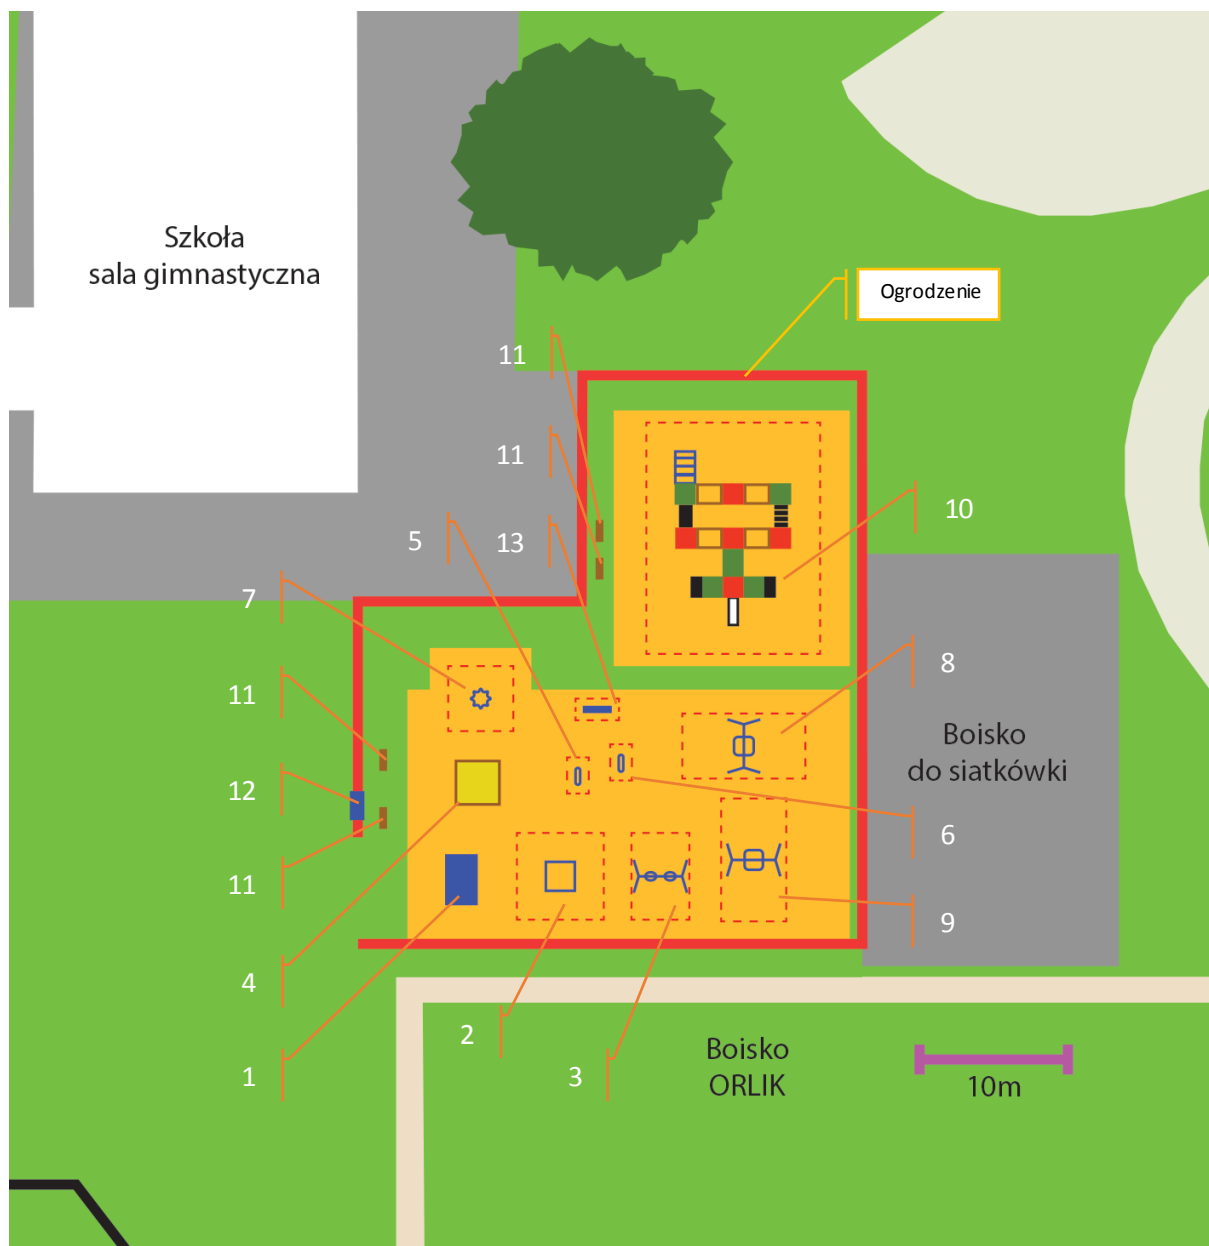 Szkoła
sala gimnastyczna
Ogrodzenie
11
11
10
5
13
7
8
11
Boisko
do siatkówki
12
6
11
9
4
2
Boisko
ORLIK
3
1
10m